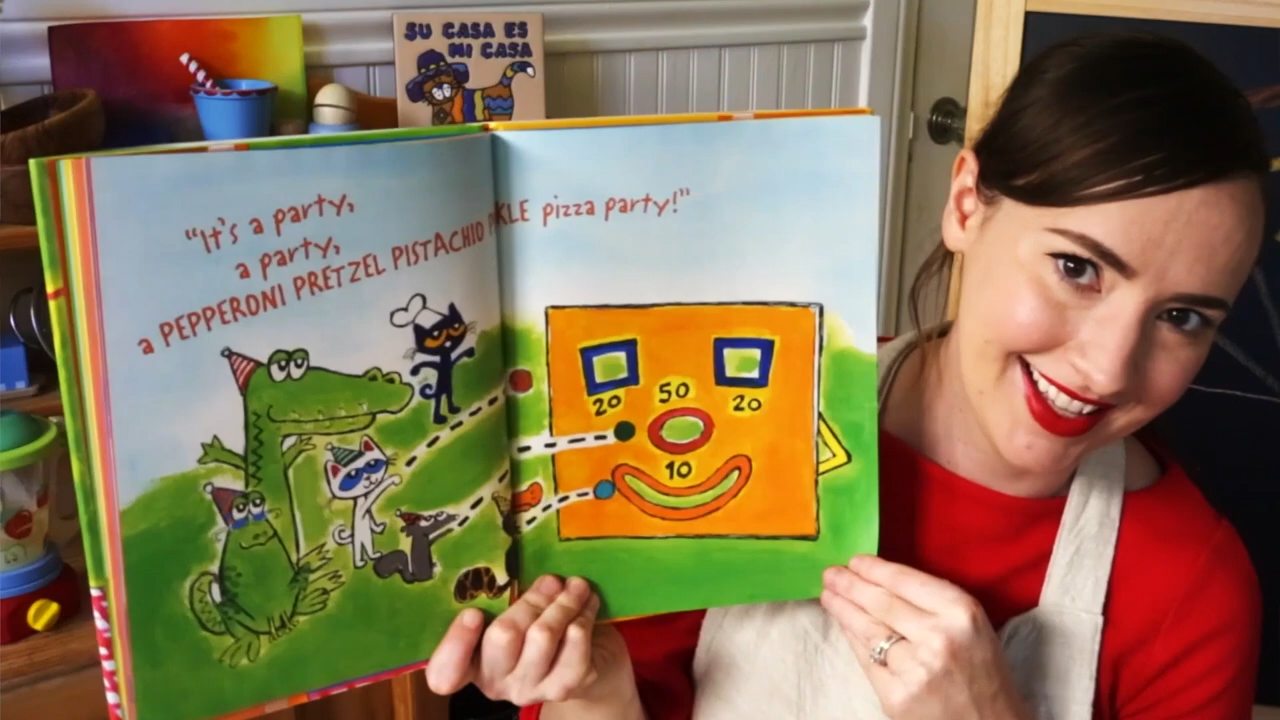 SU CASA ES
MI CASA
“It's a party,
a party,
a PEPPERONI PRETZEL PISTACHIO pizza party!”
20 50 20
10